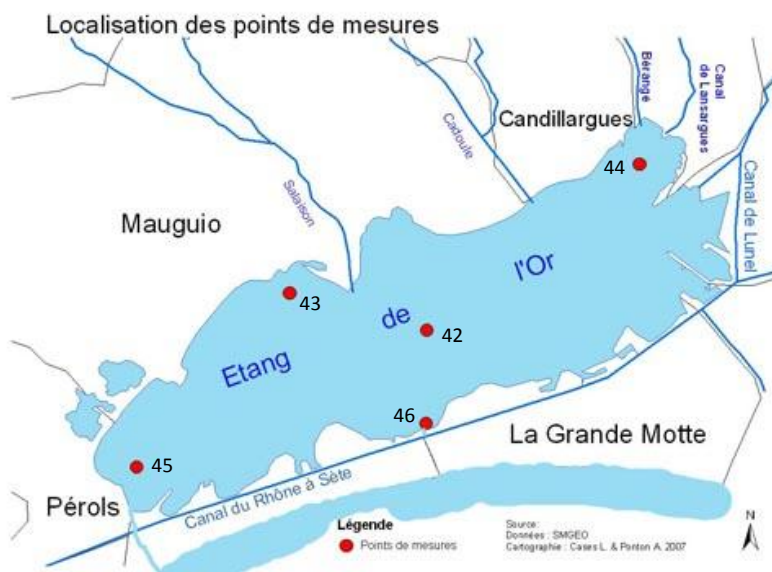 Localisation des points de mesures
Bérange
Canal
de Lansargues
Candillargues
Cadoule
44
Salaison
Mauguio
Canal de Lunel
l'Or
43
de
42
Etang
46
La Grande Motte
45
Canal du Rhône à Sète
Pérols
Légende
Points de mesures
Source:
Données : SMGEO
Cartographie : Cases L. & Ponton A. 2007
N